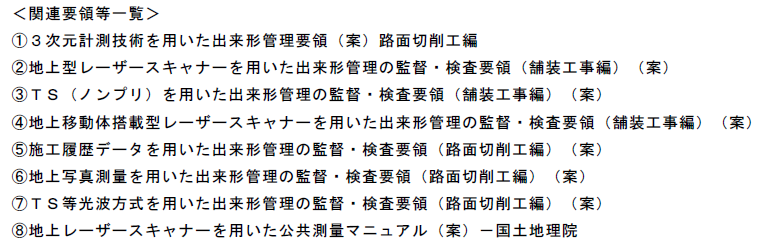 ＜関連要領等一覧＞
①３次元計測技術を用いた出来形管理要領（案）路面切削工編
②地上型レーザースキャナーを用いた出来形管理の監督・検査要領（舗装工事編）（案）
③ＴＳ（ノンプリ）を用いた出来形管理の監督・検査要領（舗装工事編）（案）
④地上移動体搭載型レーザースキャナーを用いた出来形管理の監督・検査要領（舗装工事編）（案）
⑤施工履歴データを用いた出来形管理の監督・検査要領（路面切削工編）（案）
⑥地上写真測量を用いた出来形管理の監督・検査要領（路面切削工編）（案）
⑦ＴＳ等光波方式を用いた出来形管理の監督・検査要領（路面切削工編）（案）
⑧地上レーザースキャナーを用いた公共測量マニュアル（案）－国土地理院